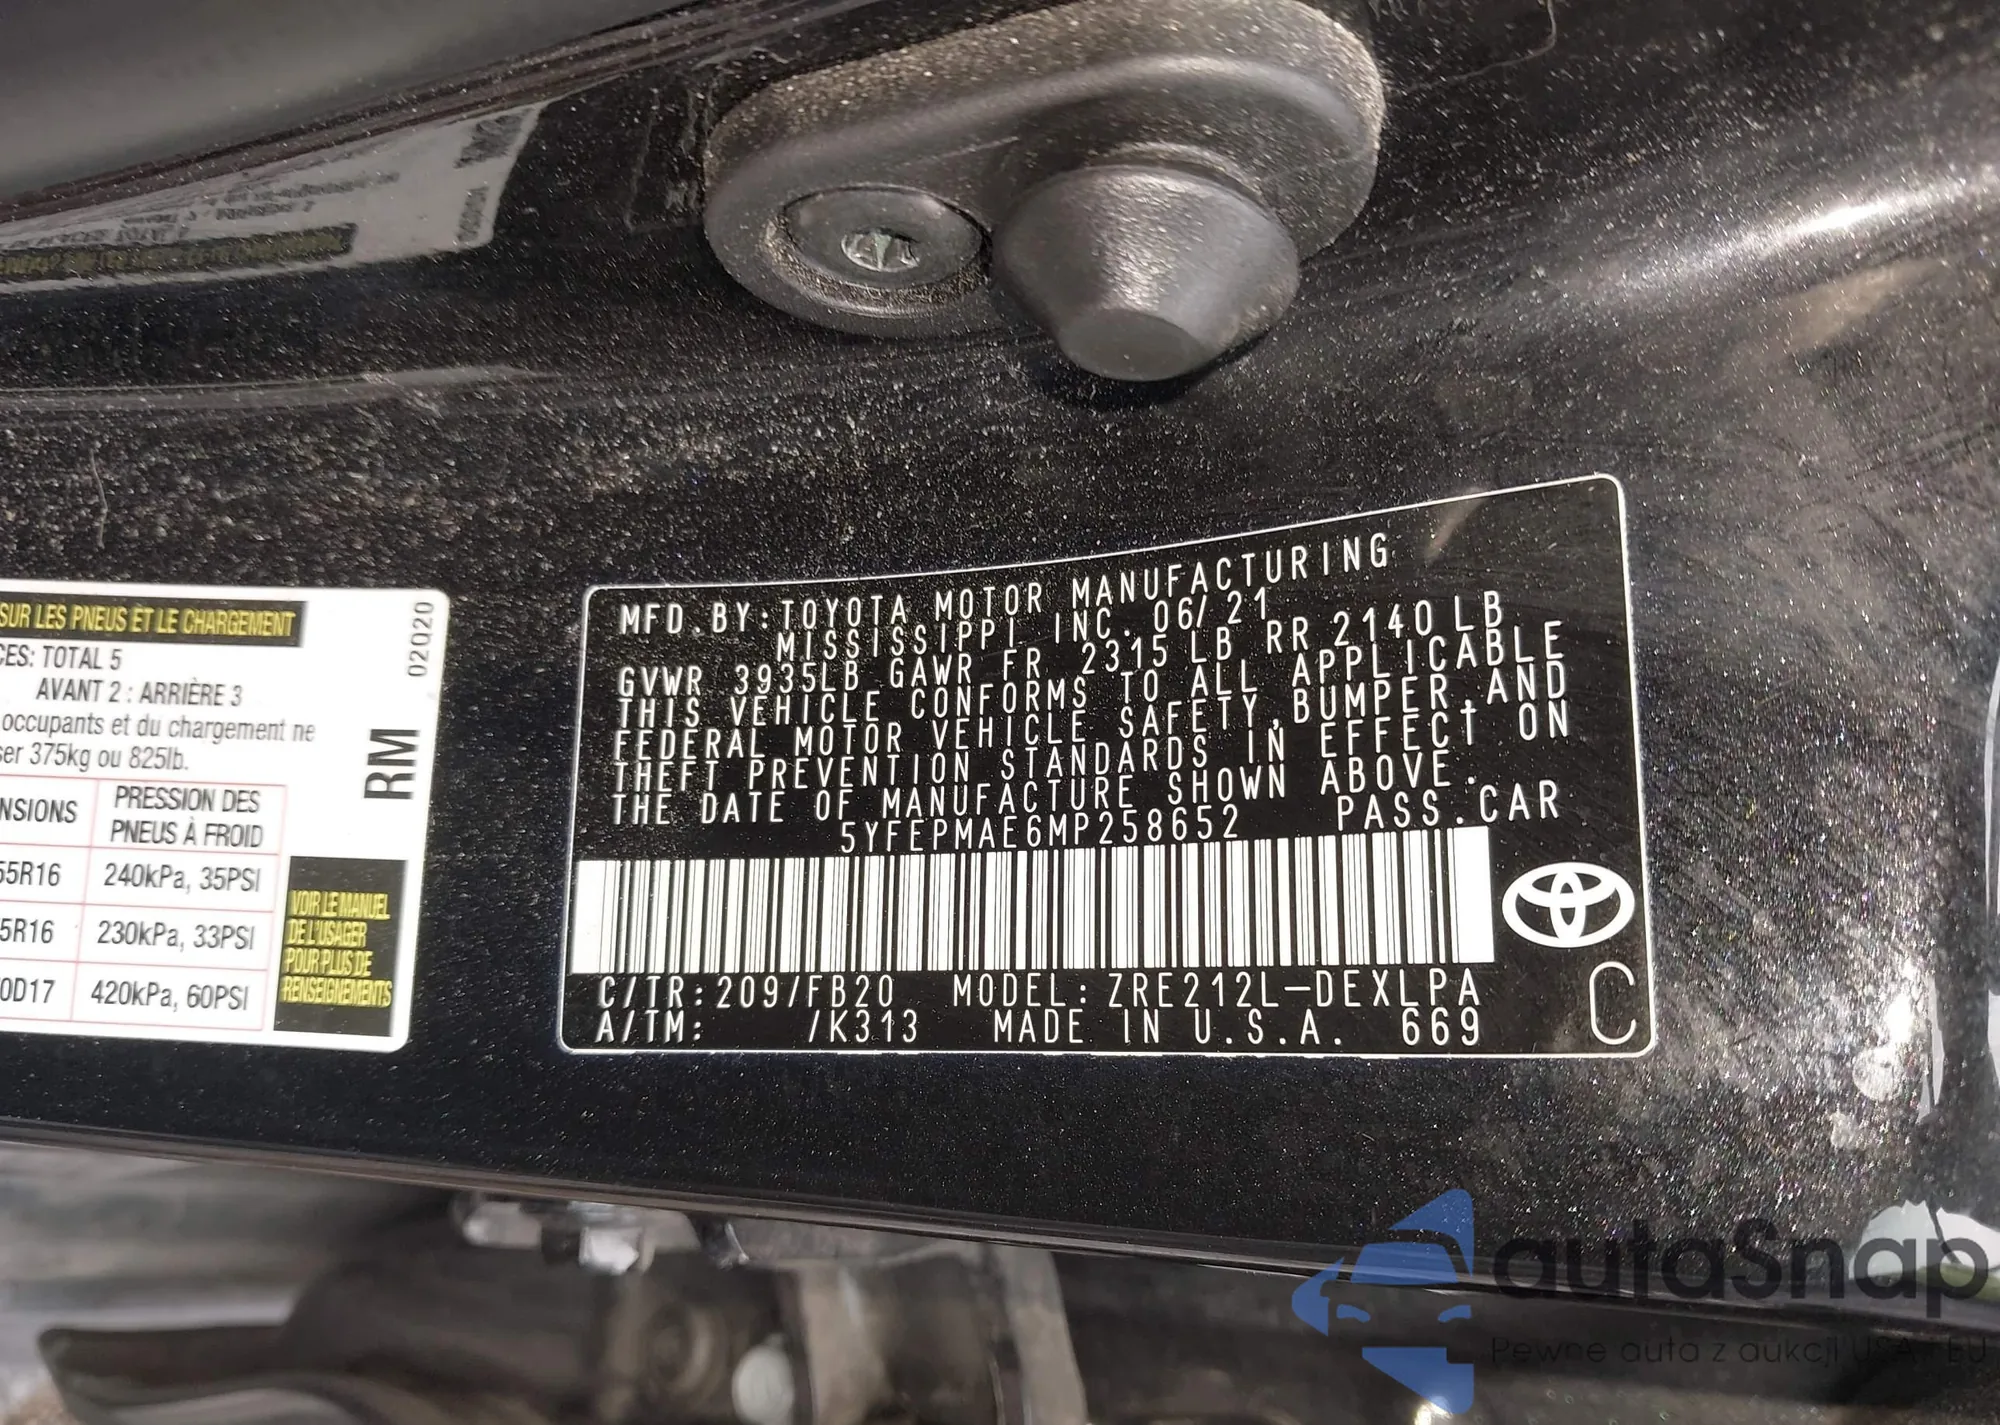 SUR LES PNEUS ET LE CHARGEMENT
CES: TOTAL 5
AVANT 2 : ARRIÈRE 3
occupants et du chargement ne
ser 375kg ou 825lb.
NSIONS PRESSION DES
PNEUS À FROID
55R16 240kPa, 35PSI
5R16 230kPa, 33PSI
0D17 420kPa, 60PSI
02020
RM
VOIR LE MANUEL
DE L'USAGER
POUR PLUS DE
RENSEIGNEMENTS
MFD.BY:TOYOTA MOTOR MANUFACTURING
MISSISSIPPI INC. 06/21
GVWR 3935LB GAWR FR 2315 LB RR 2140 LB
THIS VEHICLE CONFORMS TO ALL APPLICABLE
FEDERAL MOTOR VEHICLE SAFETY,BUMPER,AND
THEFT PREVENTION STANDARDS IN EFFECT ON
THE DATE OF MANUFACTURE SHOWN ABOVE.
5YFEPMAE6MP258652 PASS.CAR
C/TR:209/FB20 MODEL:ZRE212L-DEXLPA
A/TM: /K313 MADE IN U.S.A. 669
C
autoSnap
Pewne auta z aukcji USA i EU